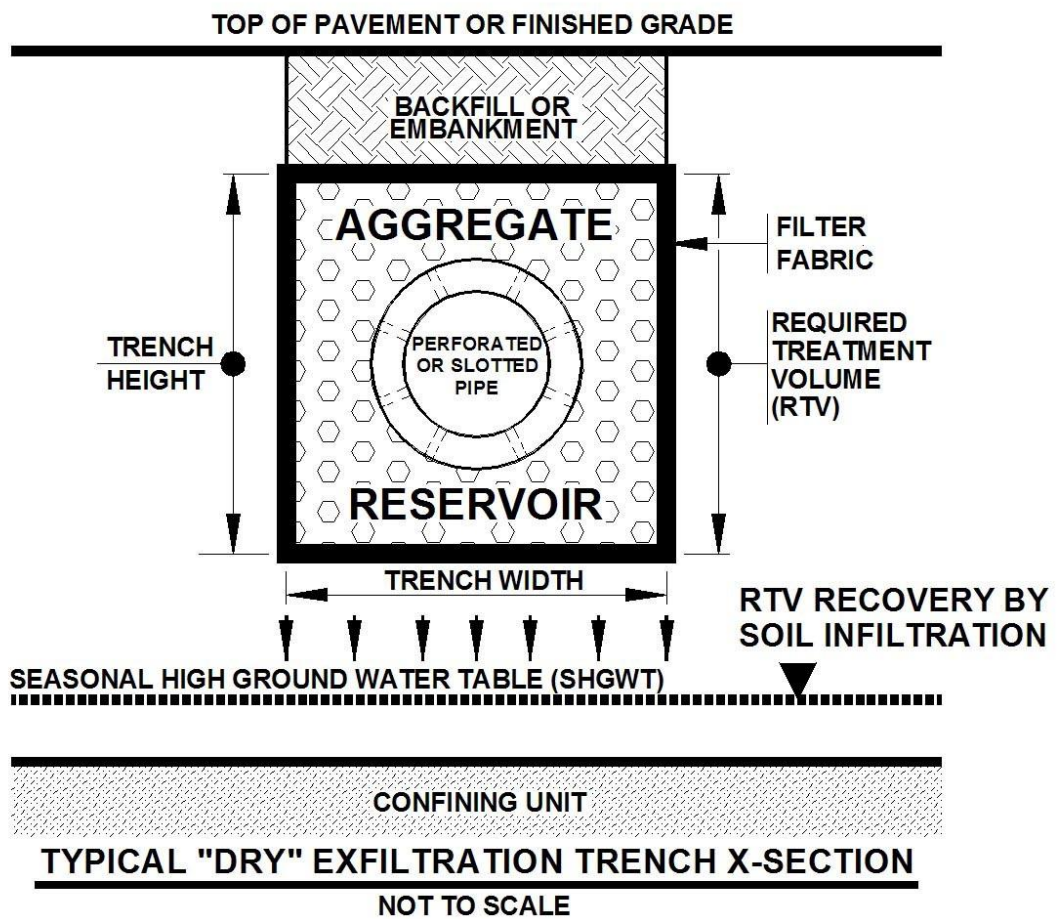 TOP OF PAVEMENT OR FINISHED GRADE
BACKFILL OR
EMBANKMENT
AGGREGATE
FILTER
FABRIC
PERFORATED
OR SLOTTED
PIPE
TRENCH
HEIGHT
REQUIRED
TREATMENT
VOLUME
(RTV)
RESERVOIR
TRENCH WIDTH
RTV RECOVERY BY
SOIL INFILTRATION
SEASONAL HIGH GROUND WATER TABLE (SHGWT)
CONFINING UNIT
TYPICAL "DRY" EXFILTRATION TRENCH X-SECTION
NOT TO SCALE